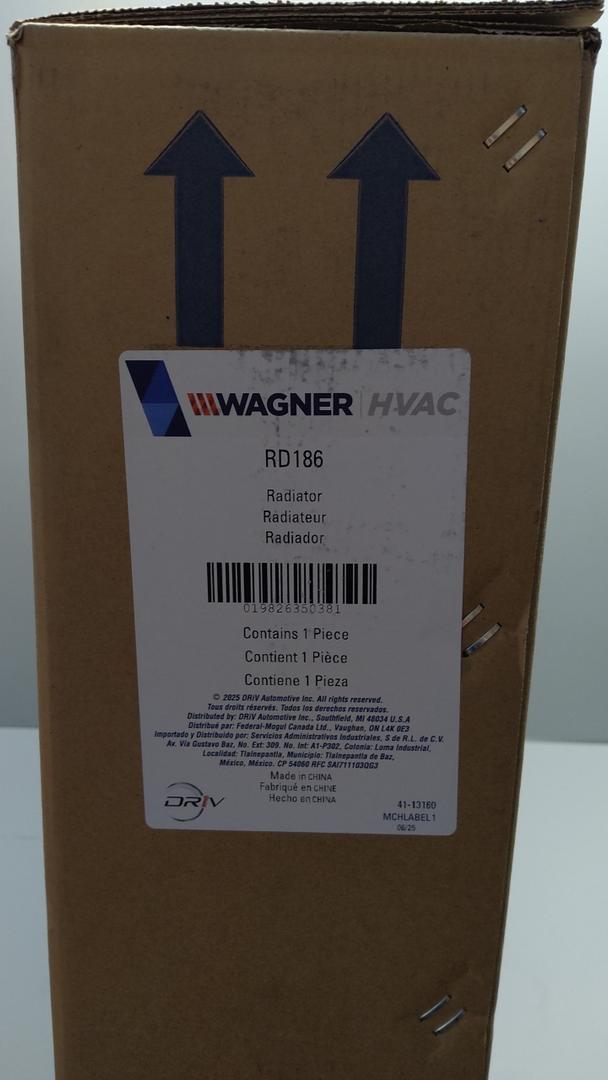 WAGNER | HVAC
RD186
Radiator
Radiateur
Radiador
019826350381
Contains 1 Piece
Contient 1 Pièce
Contiene 1 Pieza
© 2025 DRiV Automotive Inc. All rights reserved.
Tous droits réservés. Todos los derechos reservados.
Distributed by: DRiV Automotive Inc., Southfield, MI 48034 U.S.A
Distribué par: Federal-Mogul Canada Ltd., Vaughan, ON L4K 0E3
Importado y Distribuido por: Servicios Administrativos Industriales, S de R.L. de C.V.
Av. Vía Gustavo Baz, No. Ext: 309. No. Int: A1-P302, Colonia: Loma Industrial,
Localidad: Tlalnepantla, Municipio: Tlalnepantla de Baz,
México, México. CP 54060 RFC SAI711103QG3
Made in CHINA
Fabriqué en CHINE
Hecho en CHINA
DRiV
41-13160
MCHLABEL1
06/25